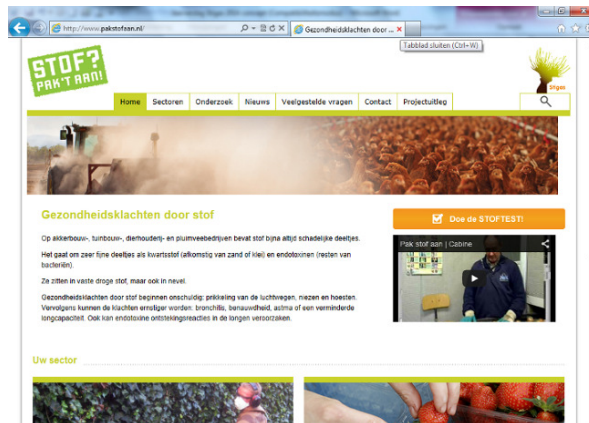 http://www.pakstofaan.nl/
Gezondheidsklachten door ...
Tabblad sluiten (Ctrl+W)
STOF?
PAK'T AAN!
Stigas
Home Sectoren Onderzoek Nieuws Veelgestelde vragen Contact Projectuitleg
Gezondheidsklachten door stof
Doe de STOFTEST!
Op akkerbouw-, tuinbouw-, dierhouderij- en pluimveebedrijven bevat stof bijna altijd schadelijke deeltjes.
Pak stof aan | Cabine
Het gaat om zeer fijne deeltjes als kwartsstof (afkomstig van zand of klei) en endotoxinen (resten van
bacteriën).
Ze zitten in vaste droge stof, maar ook in nevel.
Gezondheidsklachten door stof beginnen onschuldig: prikkeling van de luchtwegen, niezen en hoesten.
Vervolgens kunnen de klachten ernstiger worden: bronchitis, benauwdheid, astma of een verminderde
longcapaciteit. Ook kan endotoxine ontstekingsreacties in de longen veroorzaken.
Uw sector